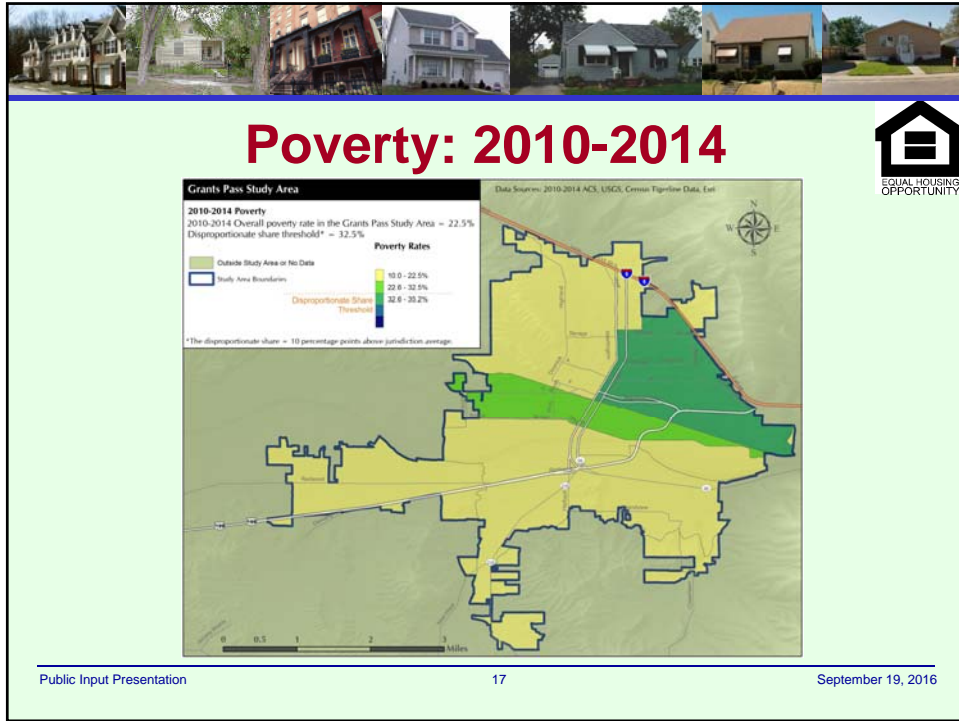 Poverty: 2010-2014
EQUAL HOUSING
OPPORTUNITY
Grants Pass Study Area
Data Sources: 2010-2014 ACS, USGS, Census Tigerline Data, Esri
2010-2014 Poverty
2010-2014 Overall poverty rate in the Grants Pass Study Area = 22.5%
Disproportionate share threshold* = 32.5%
Poverty Rates
Outside Study Area or No Data
Study Area Boundaries
10.0 - 22.5%
22.6 - 32.5%
Disproportionate Share
Threshold
32.6 - 35.2%
*The disproportionate share = 10 percentage points above jurisdiction average.
N
W
E
S
5
5
Redwood
199
0 0.5 1 2 3
Miles
Public Input Presentation
17
September 19, 2016